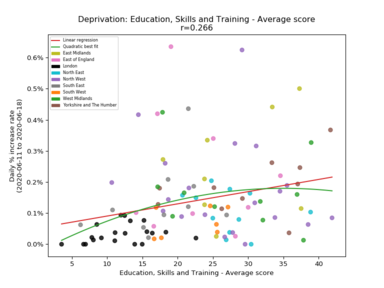 Deprivation: Education, Skills and Training - Average score
r=0.266
Linear regression
Quadratic best fit
East Midlands
East of England
London
North East
North West
South East
South West
West Midlands
Yorkshire and The Humber
Daily % increase rate
(2020-06-11 to 2020-06-18)
0.6%
0.5%
0.4%
0.3%
0.2%
0.1%
0.0%
5
10
15
20
25
30
35
40
Education, Skills and Training - Average score